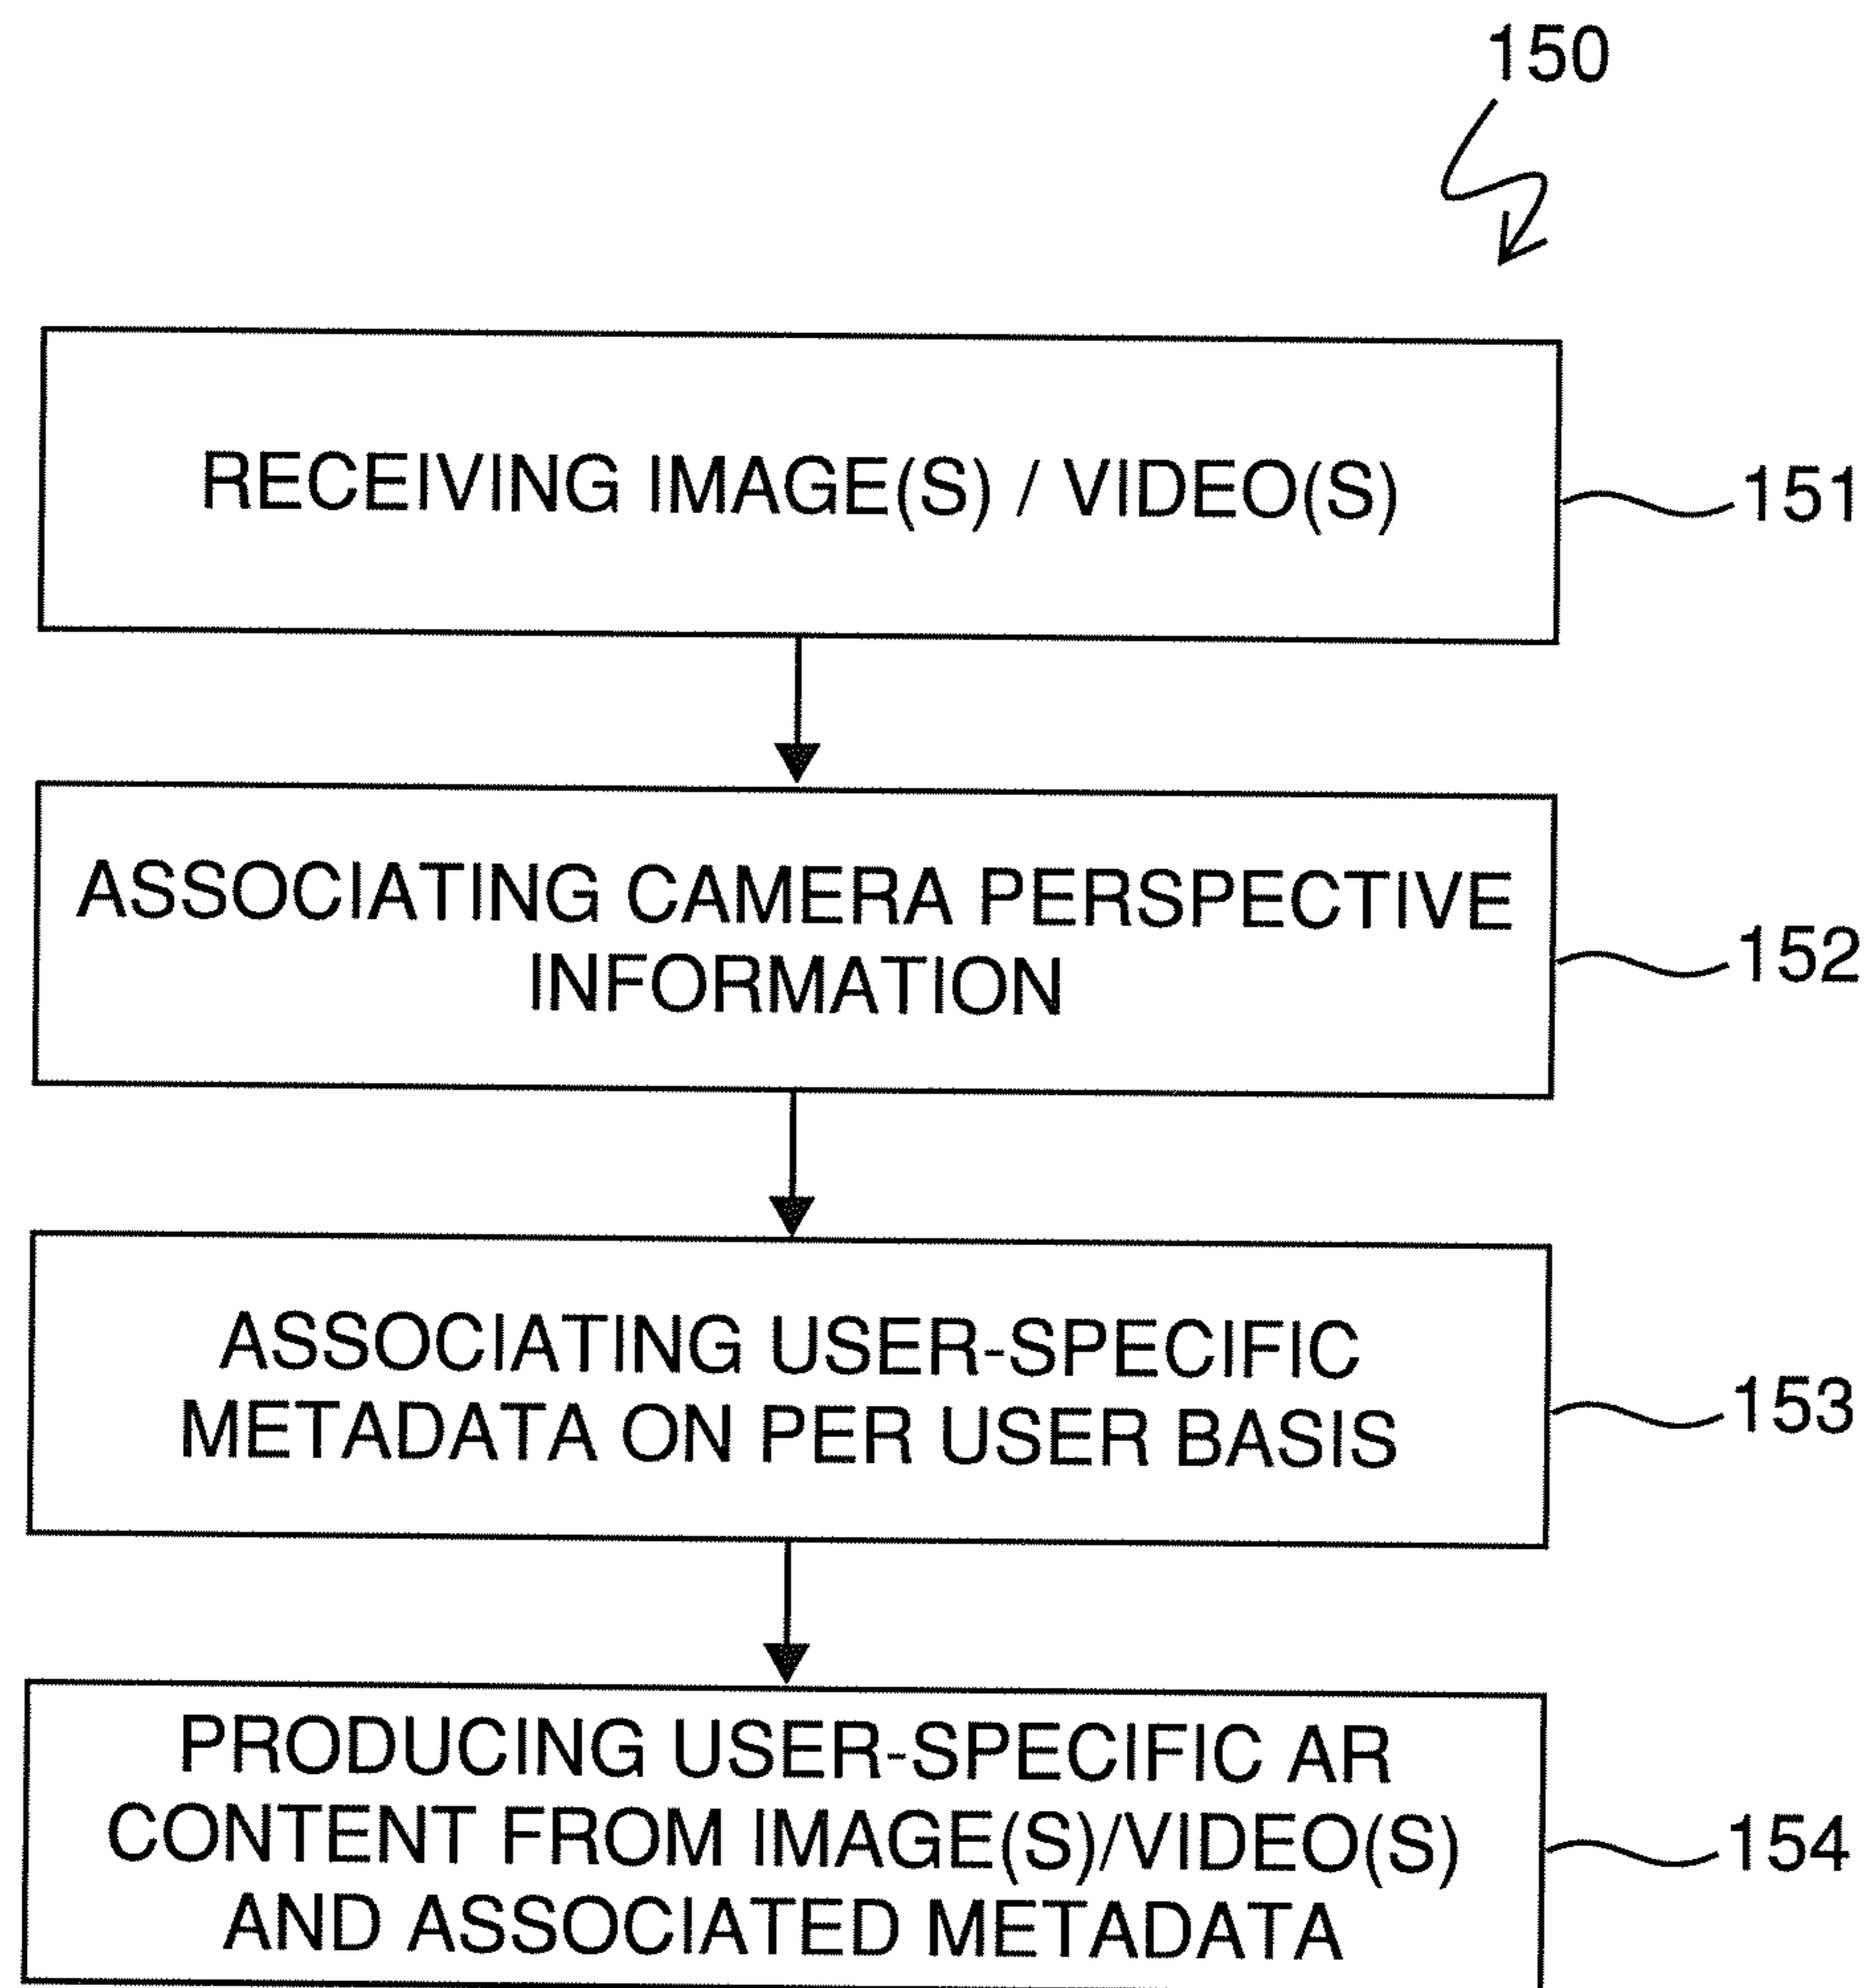 150
RECEIVING IMAGE(S) / VIDEO(S)
151
ASSOCIATING CAMERA PERSPECTIVE
INFORMATION
152
ASSOCIATING USER-SPECIFIC
METADATA ON PER USER BASIS
153
PRODUCING USER-SPECIFIC AR
CONTENT FROM IMAGE(S)/VIDEO(S)
AND ASSOCIATED METADATA
154